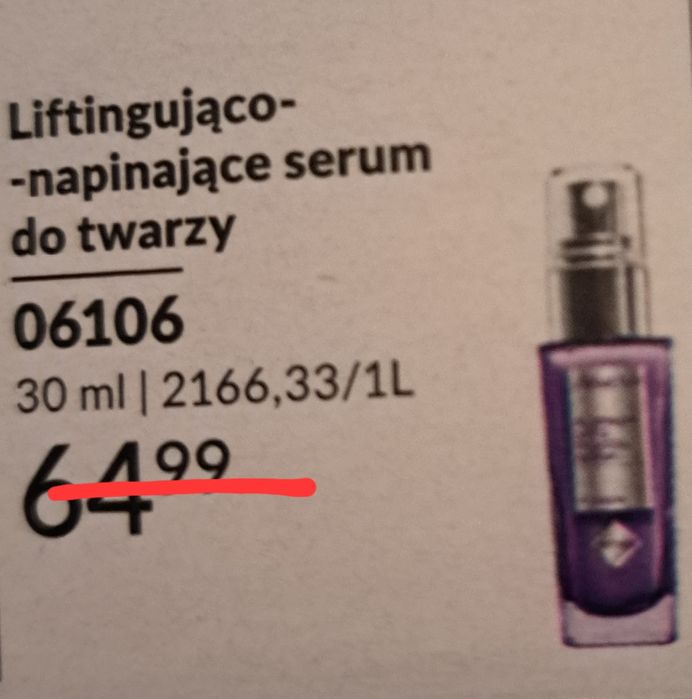 Liftingująco-
-napinające serum
do twarzy
06106
30 ml | 2166,33/1L
64 99